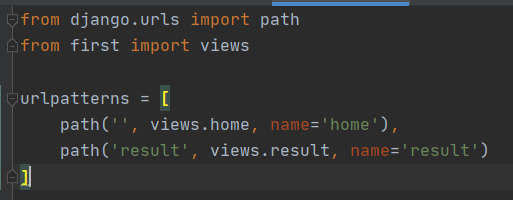 from django.urls import path
from first import views

urlpatterns = [
    path('', views.home, name='home'),
    path('result', views.result, name='result')
]